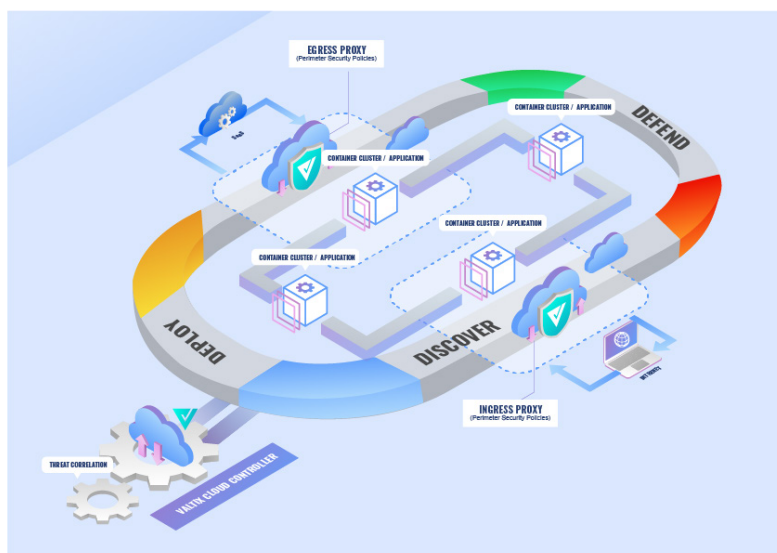 EGRESS PROXY
(Perimeter Security Policies)
SaaS
CONTAINER CLUSTER / APPLICATION
DEFEND
CONTAINER CLUSTER / APPLICATION
CONTAINER CLUSTER / APPLICATION
CONTAINER CLUSTER / APPLICATION
DEPLOY
DISCOVER
INGRESS PROXY
(Perimeter Security Policies)
THREAT CORRELATION
VALTIX CLOUD CONTROLLER